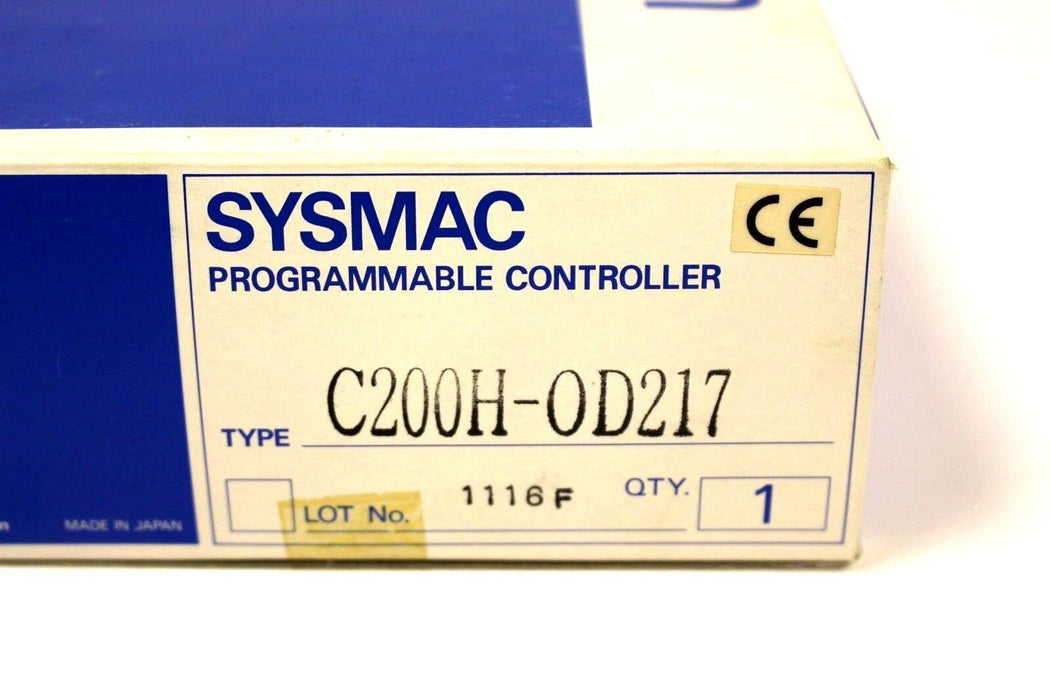 SYSMAC
CE
PROGRAMMABLE CONTROLLER
TYPE C200H-OD217
LOT No. 1116F QTY. 1
MADE IN JAPAN